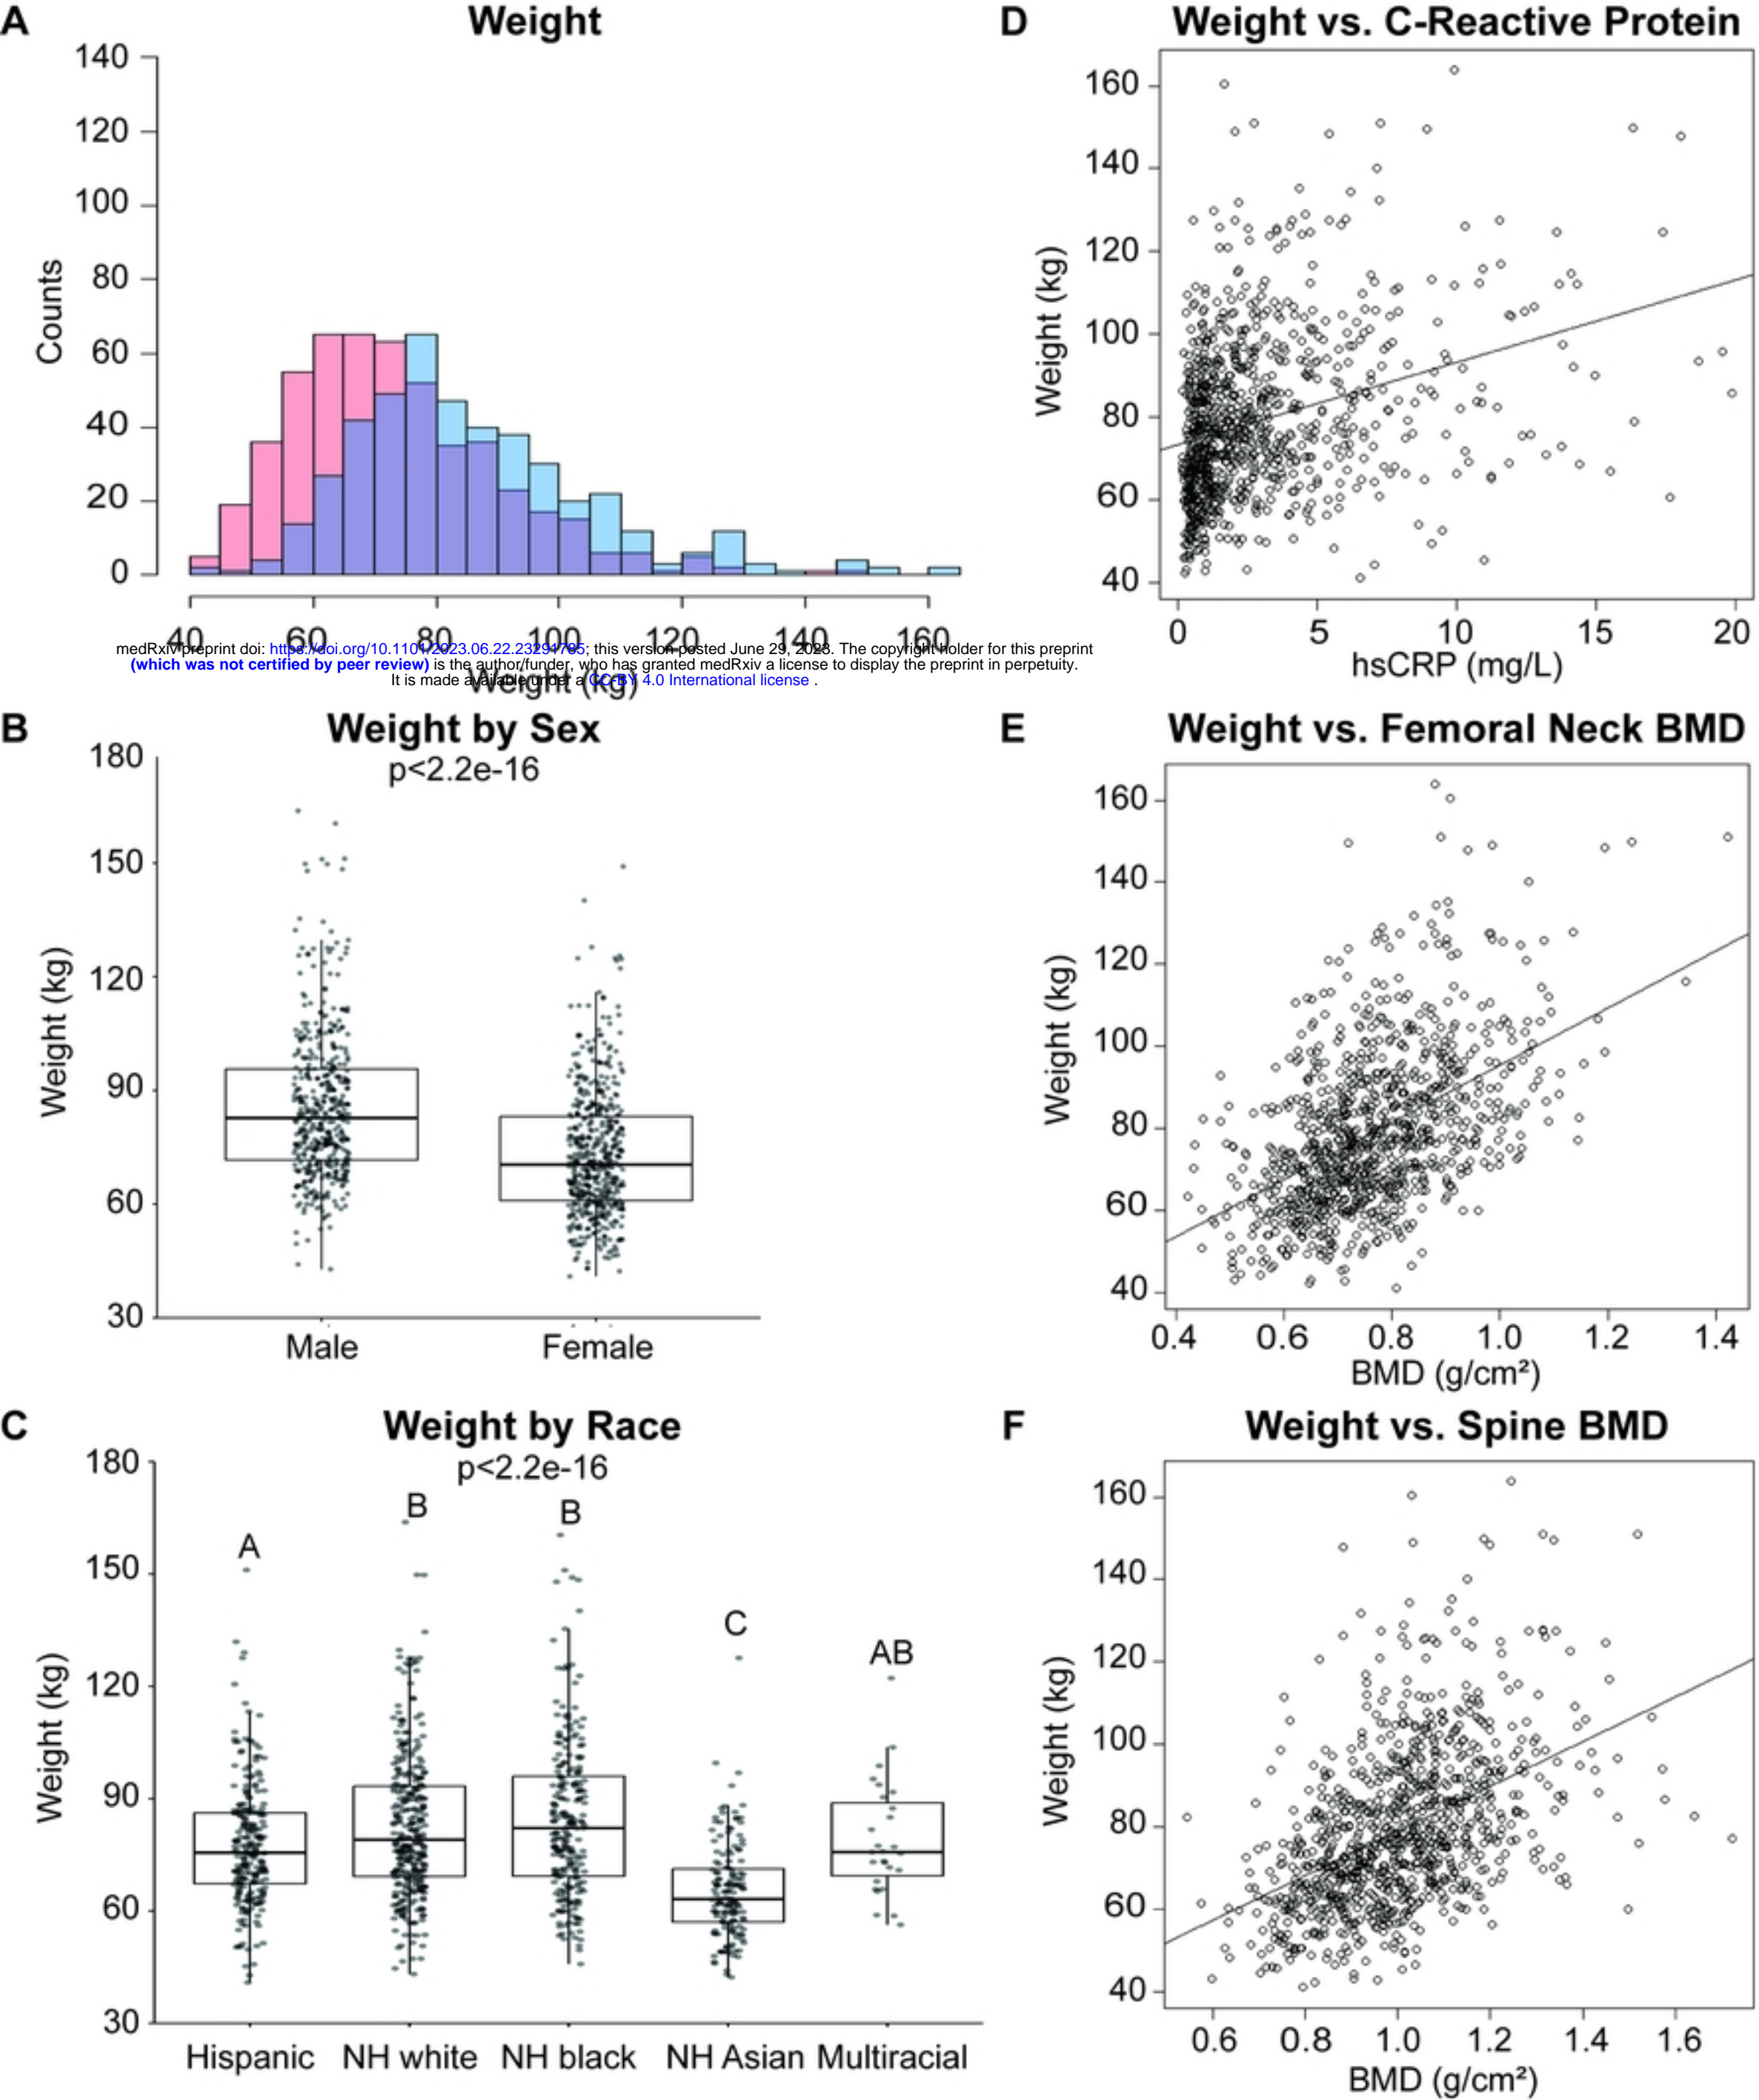 A
Weight
140
120
100
80
60
40
20
0
Counts
40 60 80 100 120 140 160
Weight (kg)
medRxiv preprint doi: https://doi.org/10.1101/2023.06.22.23291785; this version posted June 29, 2023. The copyright holder for this preprint
(which was not certified by peer review) is the author/funder, who has granted medRxiv a license to display the preprint in perpetuity.
It is made available under a CC-BY 4.0 International license .
B
Weight by Sex
p<2.2e-16
180
150
120
90
60
30
Weight (kg)
Male Female
C
Weight by Race
p<2.2e-16
180
150
120
90
60
30
Weight (kg)
A
B
B
C
AB
Hispanic NH white NH black NH Asian Multiracial
D
Weight vs. C-Reactive Protein
160
140
120
100
80
60
40
Weight (kg)
0 5 10 15 20
hsCRP (mg/L)
E
Weight vs. Femoral Neck BMD
160
140
120
100
80
60
40
Weight (kg)
0.4 0.6 0.8 1.0 1.2 1.4
BMD (g/cm²)
F
Weight vs. Spine BMD
160
140
120
100
80
60
40
Weight (kg)
0.6 0.8 1.0 1.2 1.4 1.6
BMD (g/cm²)